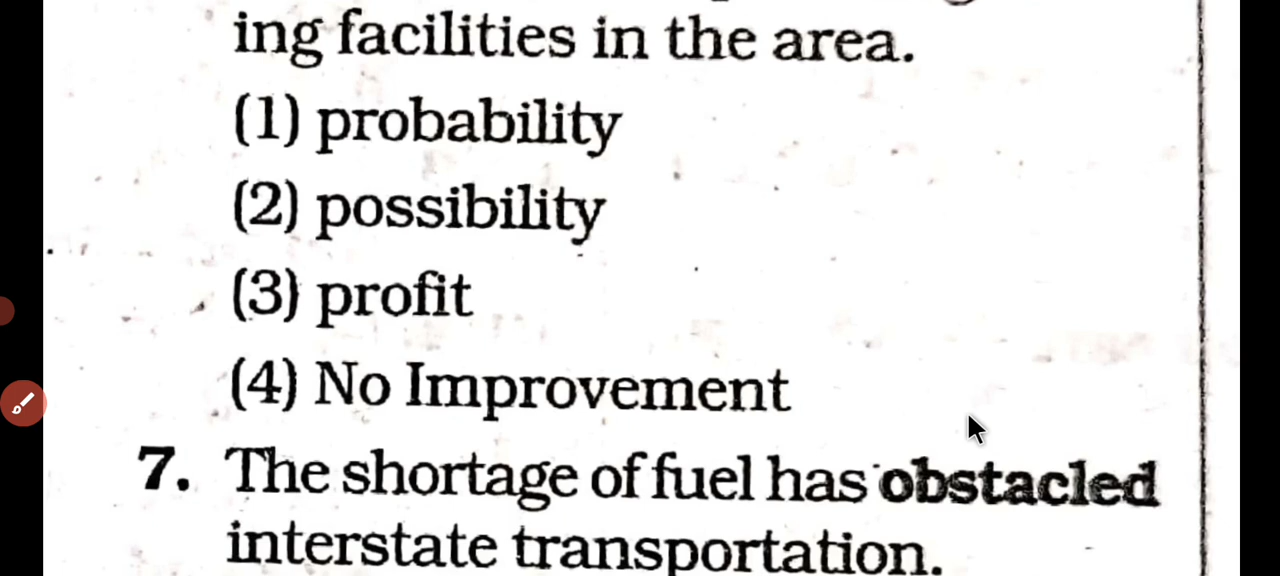 ing facilities in the area.
(1) probability
(2) possibility
(3) profit
(4) No Improvement
7. The shortage of fuel has obstacled
interstate transportation.